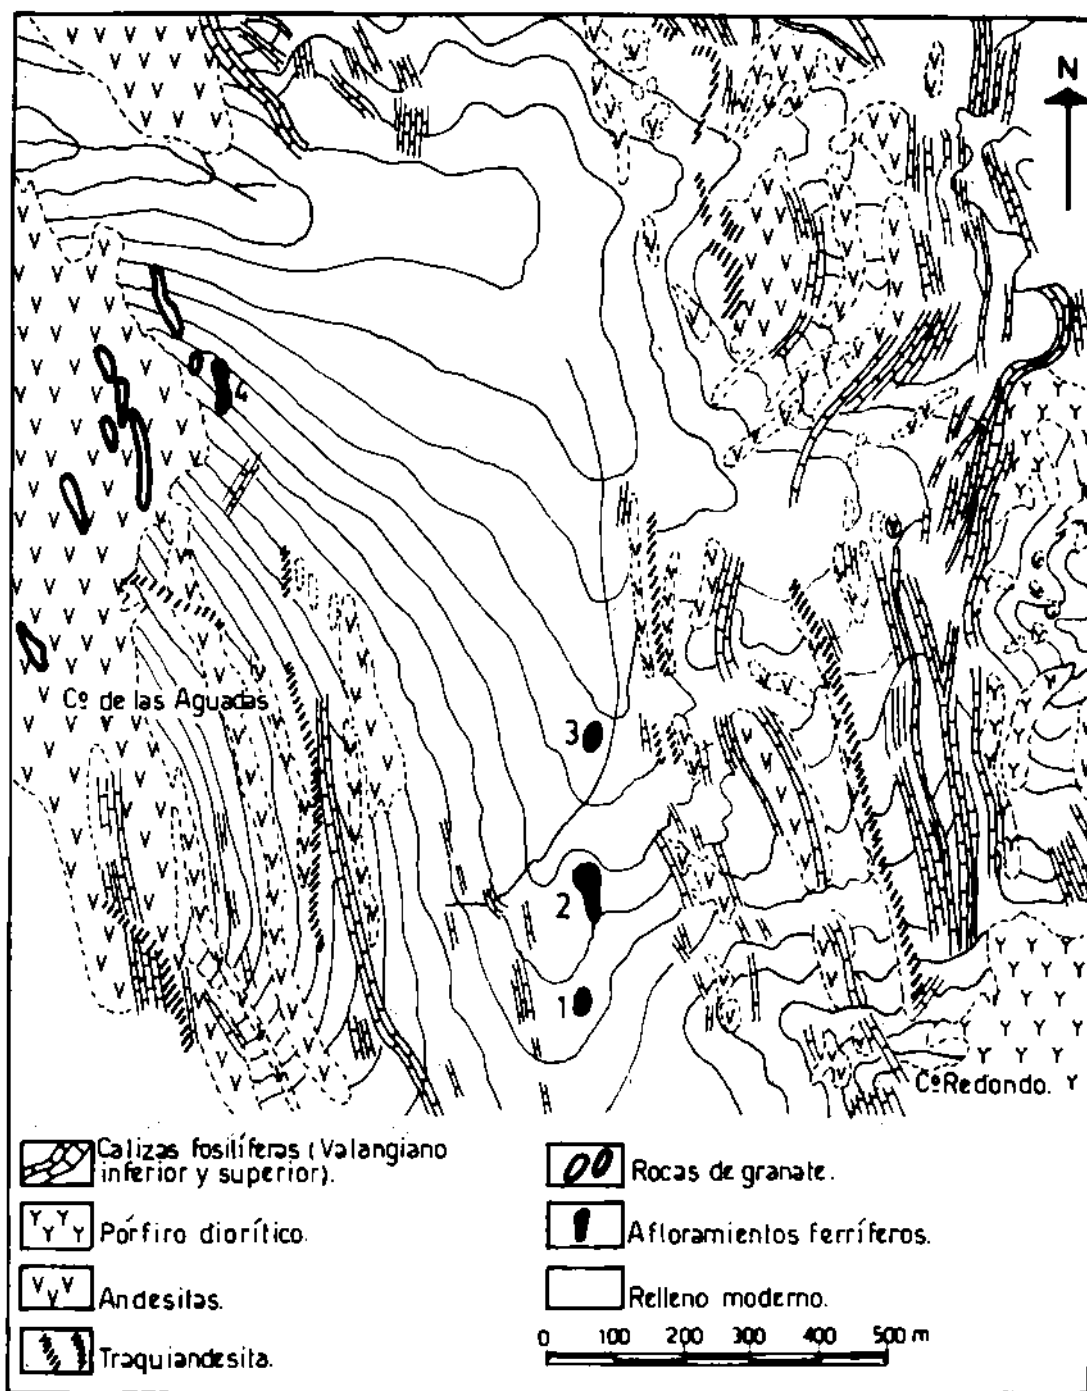 N
4
Cº de las Aguadas
3
2
1
Cº Redondo.
Calizas fosilíferas (Valangiano
inferior y superior).
Pórfiro diorítico.
Andesitas.
Traquiandesita.
Rocas de granate.
Afloramientos ferríferos.
Relleno moderno.
0 100 200 300 400 500 m